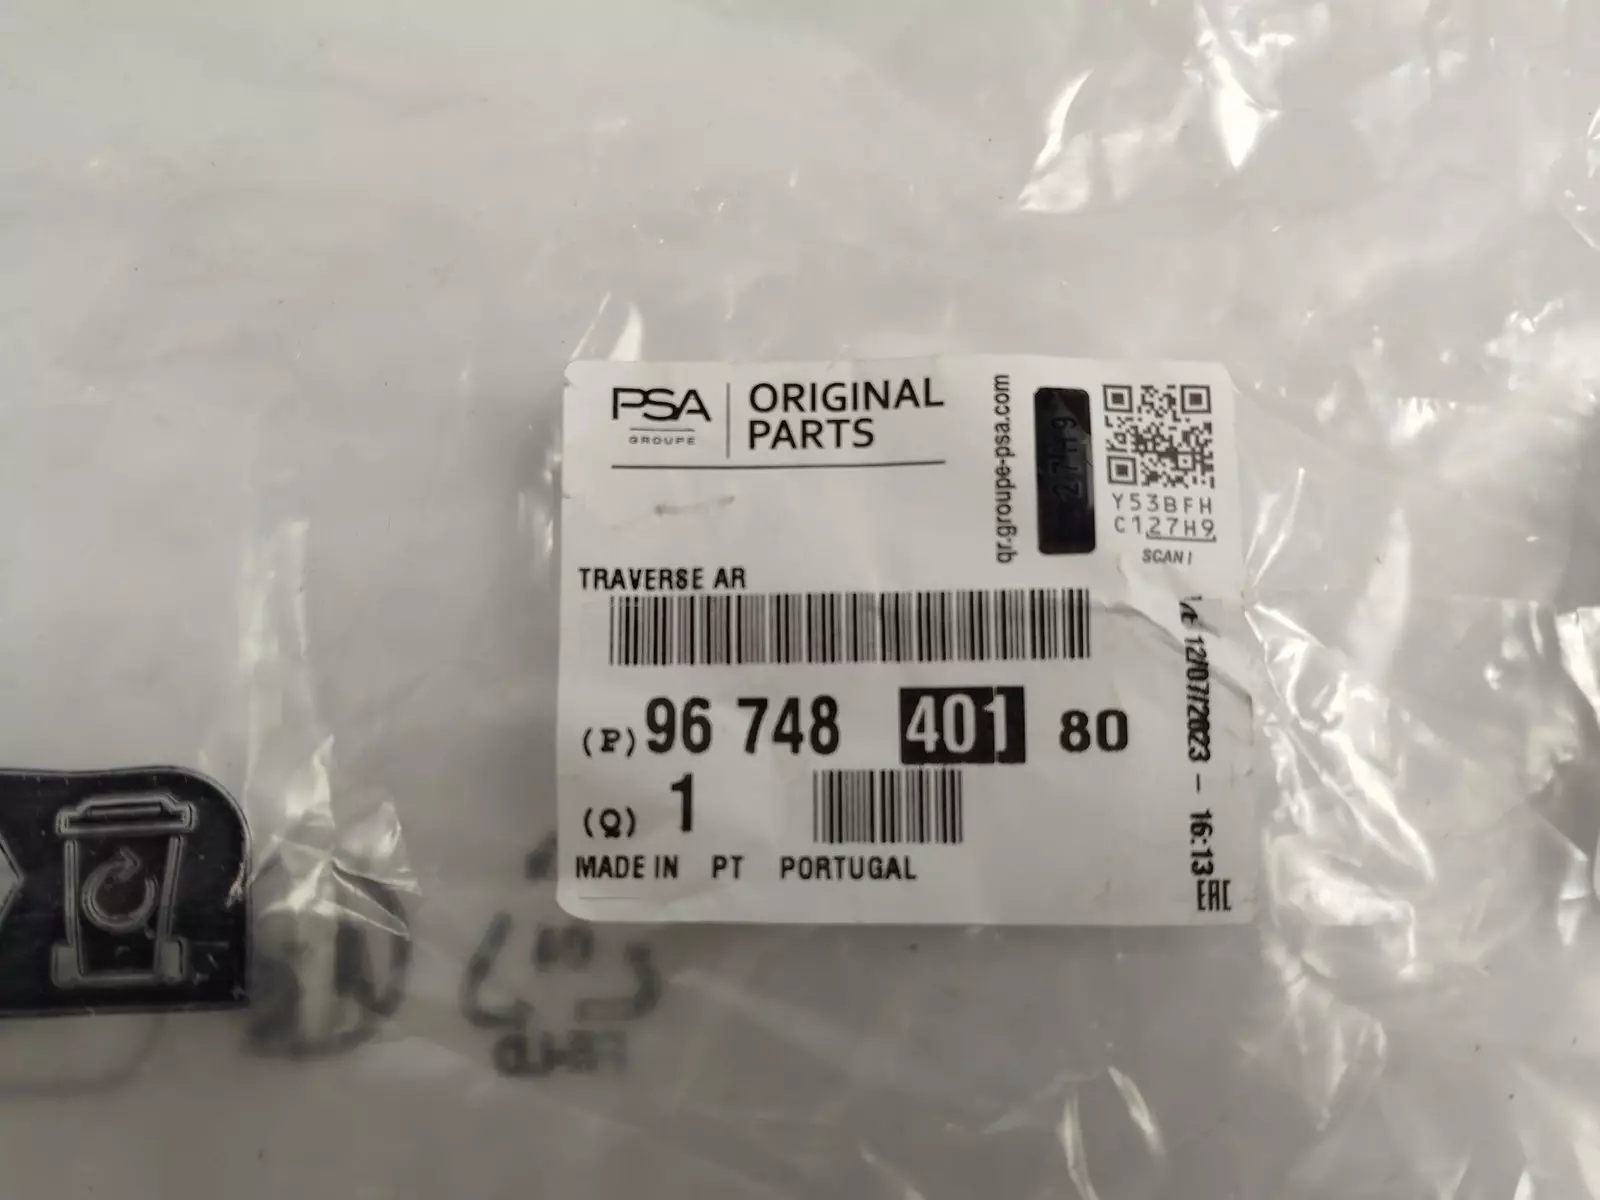 PSA
GROUPE
ORIGINAL
PARTS
qr.groupe-psa.com
27H9
Y53BFH
C127H9
SCAN !
TRAVERSE AR
(P) 96 748 401 80
(Q) 1
MADE IN PT PORTUGAL
12/07/2023 - 16:13
EAC